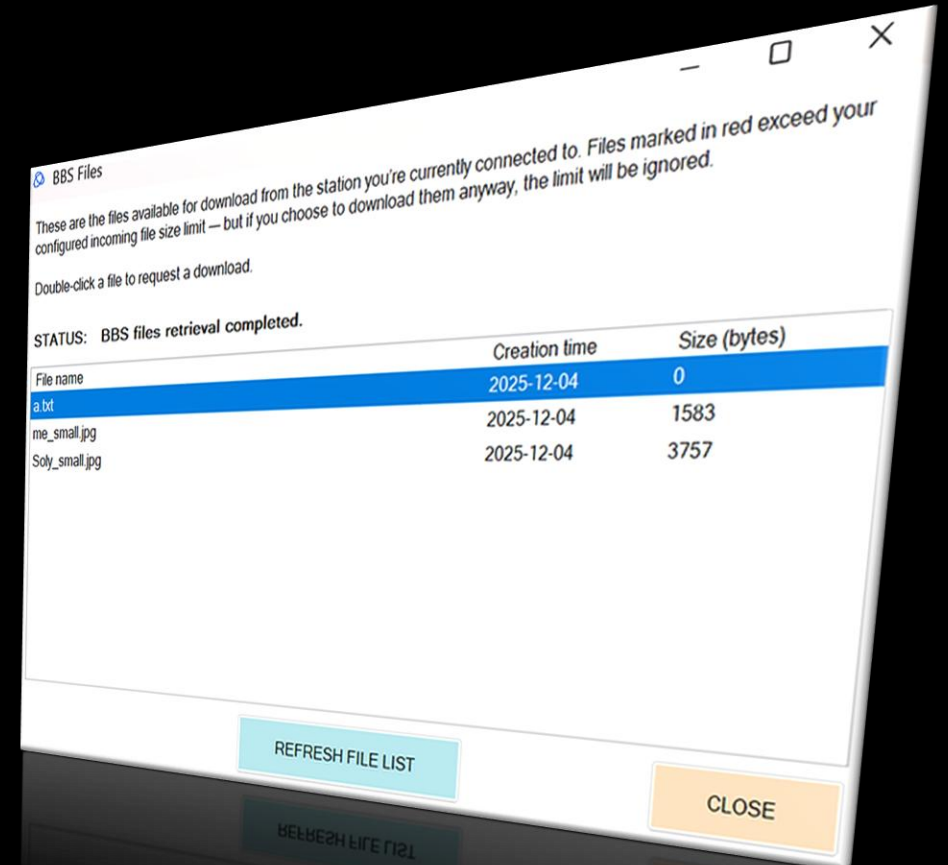 BBS Files
These are the files available for download from the station you're currently connected to. Files marked in red exceed your
configured incoming file size limit — but if you choose to download them anyway, the limit will be ignored.
Double-click a file to request a download.
STATUS: BBS files retrieval completed.
File name Creation time Size (bytes)
a.txt 2025-12-04 0
me_small.jpg 2025-12-04 1583
Soly_small.jpg 2025-12-04 3757
REFRESH FILE LIST
CLOSE
REFRESH FILE LIST